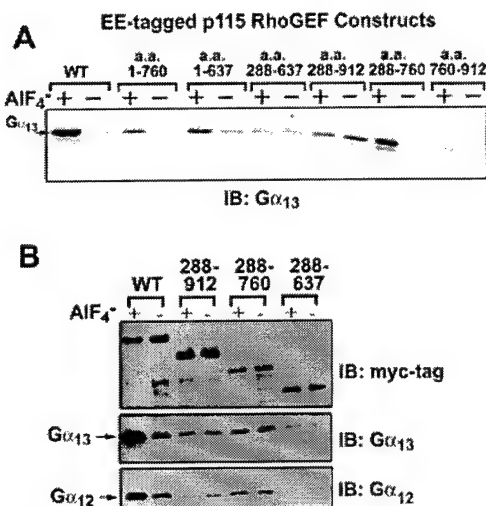 EE-tagged p115 RhoGEF Constructs
A
a.a. a.a. a.a. a.a. a.a. a.a.
WT 1-760 1-637 288-637 288-912 288-760 760-912
AlF4- + − + − + − + − + − + − + −
Gα13
IB: Gα13
B
288- 288- 288-
WT 912 760 637
AlF4- + - + - + - + -
IB: myc-tag
Gα13 IB: Gα13
Gα12 IB: Gα12